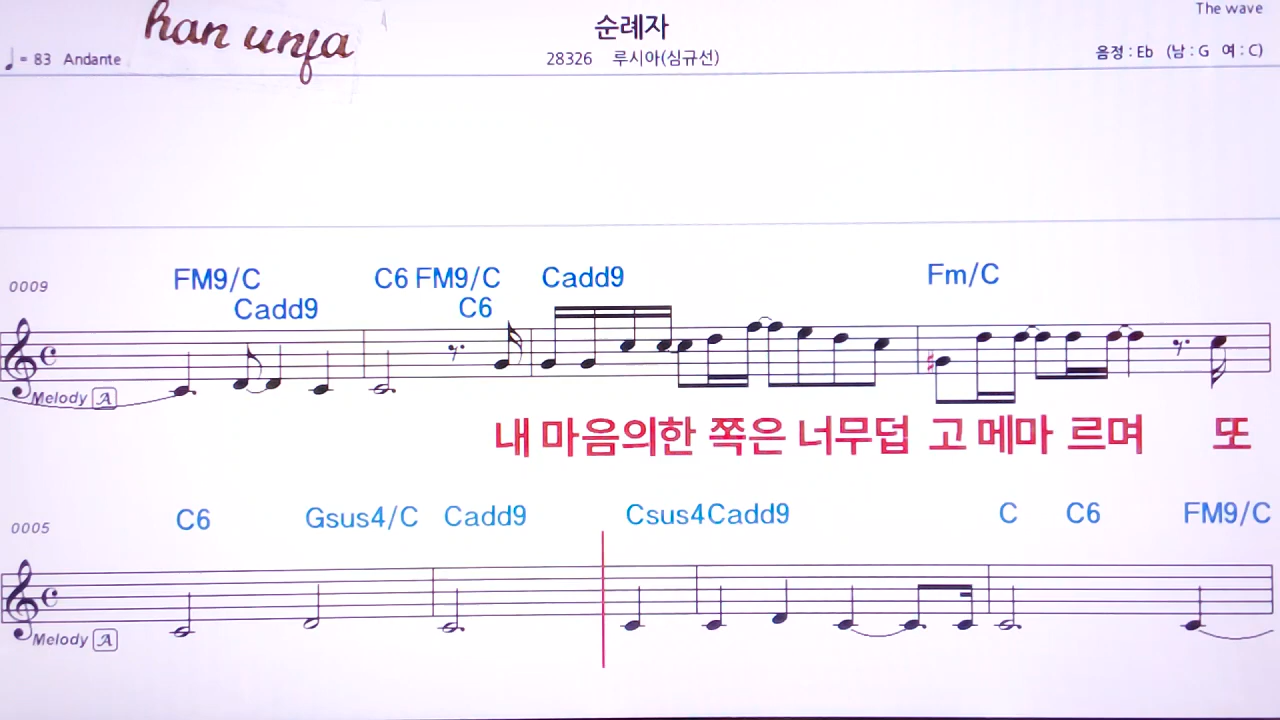 The wave
han unja
순례자
♩= 83 Andante
28326 루시아(심규선)
음정 : Eb (남 : G 여 : C)
FM9/C C6 FM9/C Cadd9 Fm/C
0009
Cadd9 C6
Melody A
내 마음의한 쪽은 너무덥 고 메마 르며 또
C6 Gsus4/C Cadd9 Csus4 Cadd9 C C6 FM9/C
0005
Melody A